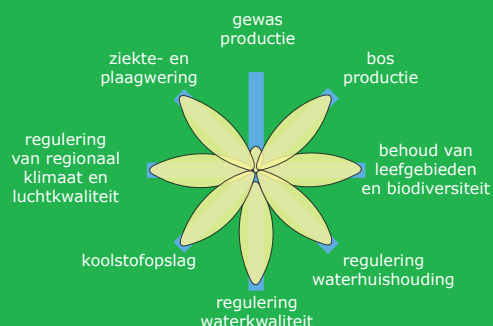 gewas
productie
bos
productie
behoud van
leefgebieden
en biodiversiteit
regulering
waterhuishouding
regulering
waterkwaliteit
koolstofopslag
regulering
van regionaal
klimaat en
luchtkwaliteit
ziekte- en
plaagwering